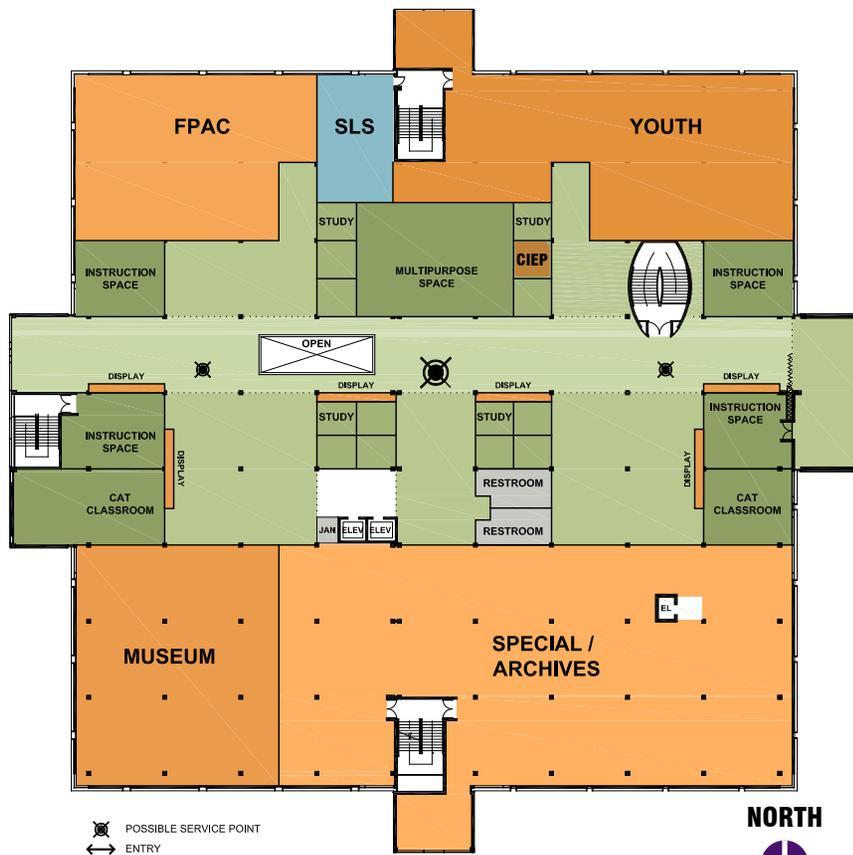 FPAC
SLS
YOUTH
STUDY
STUDY
INSTRUCTION
SPACE
MULTIPURPOSE
SPACE
CIEP
INSTRUCTION
SPACE
OPEN
DISPLAY
DISPLAY
DISPLAY
DISPLAY
INSTRUCTION
SPACE
STUDY
STUDY
INSTRUCTION
SPACE
DISPLAY
DISPLAY
CAT
CLASSROOM
RESTROOM
CAT
CLASSROOM
JAN
ELEV
ELEV
RESTROOM
EL
MUSEUM
SPECIAL /
ARCHIVES
POSSIBLE SERVICE POINT
ENTRY
NORTH